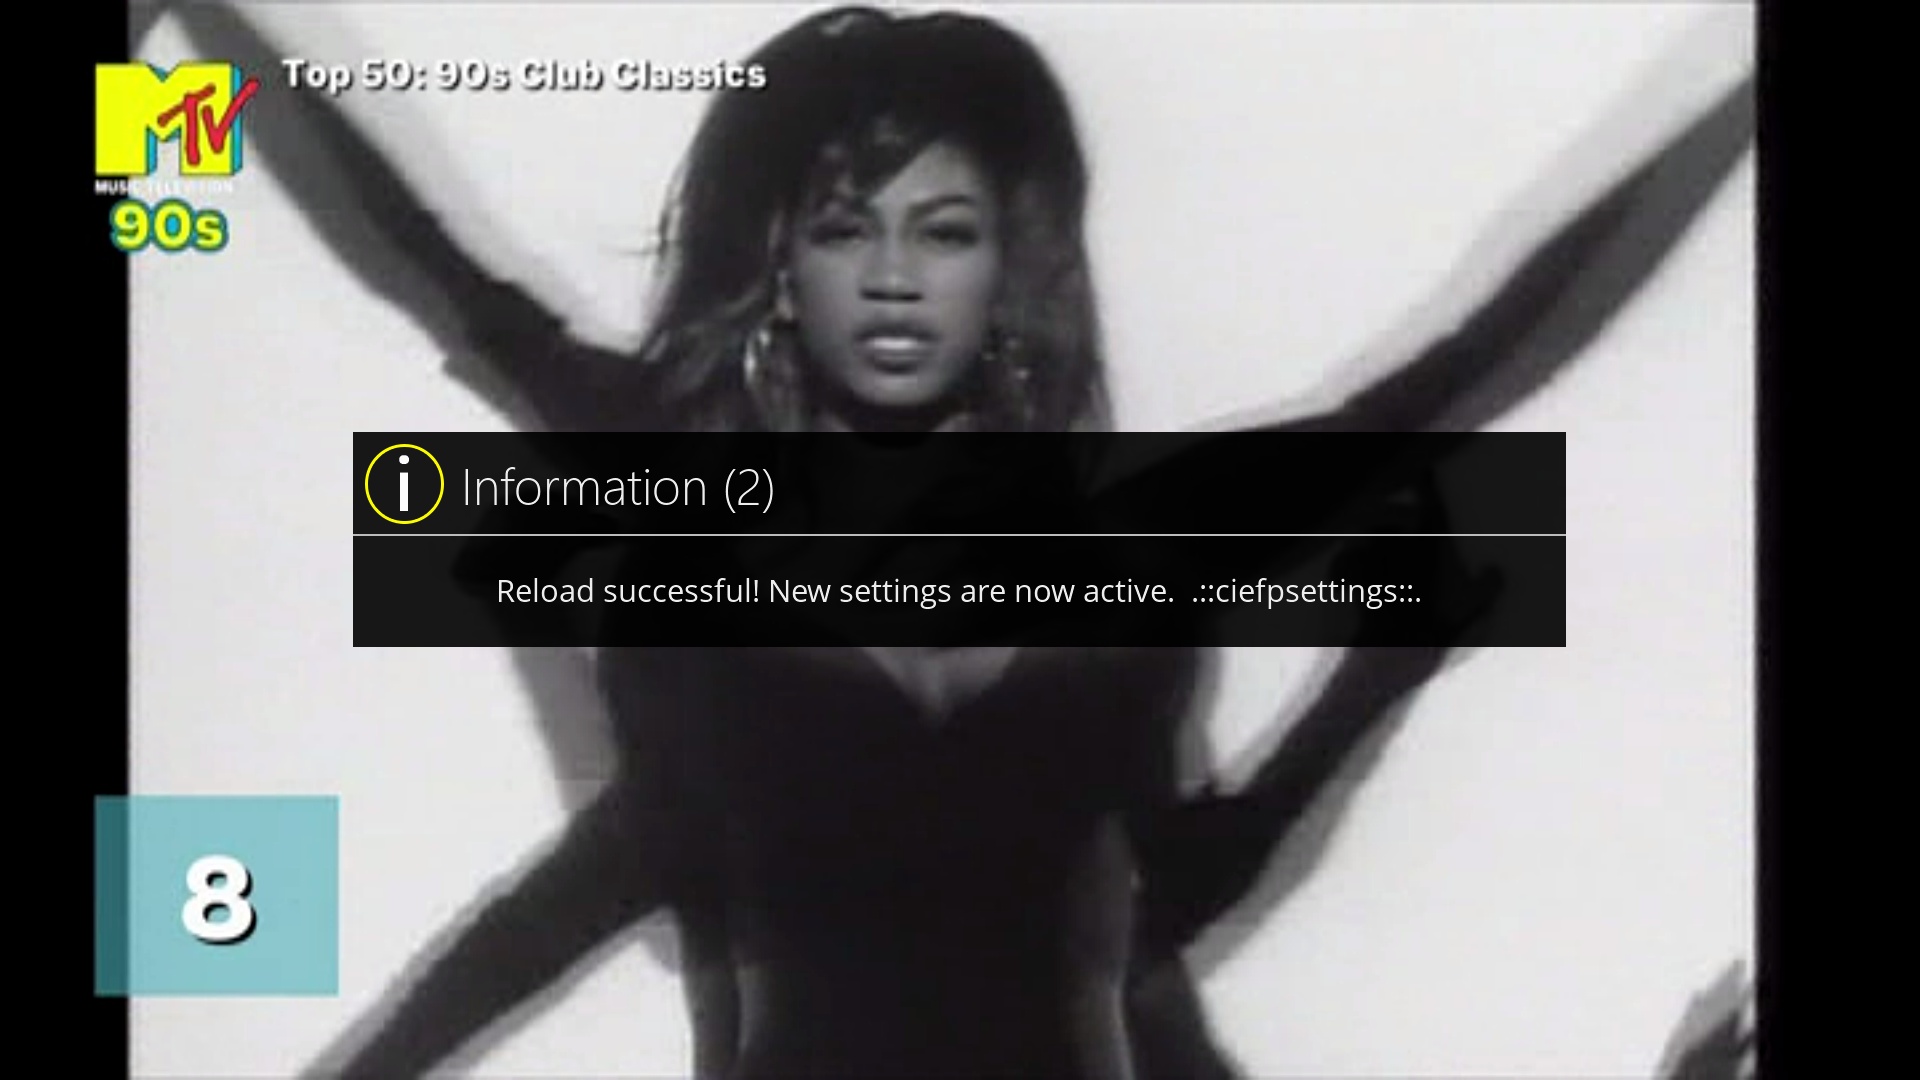 Top 50: 90s Club Classics
MTV
MUSIC TELEVISION
90s
i
Information (2)
Reload successful! New settings are now active.  .::ciefpsettings::.
8